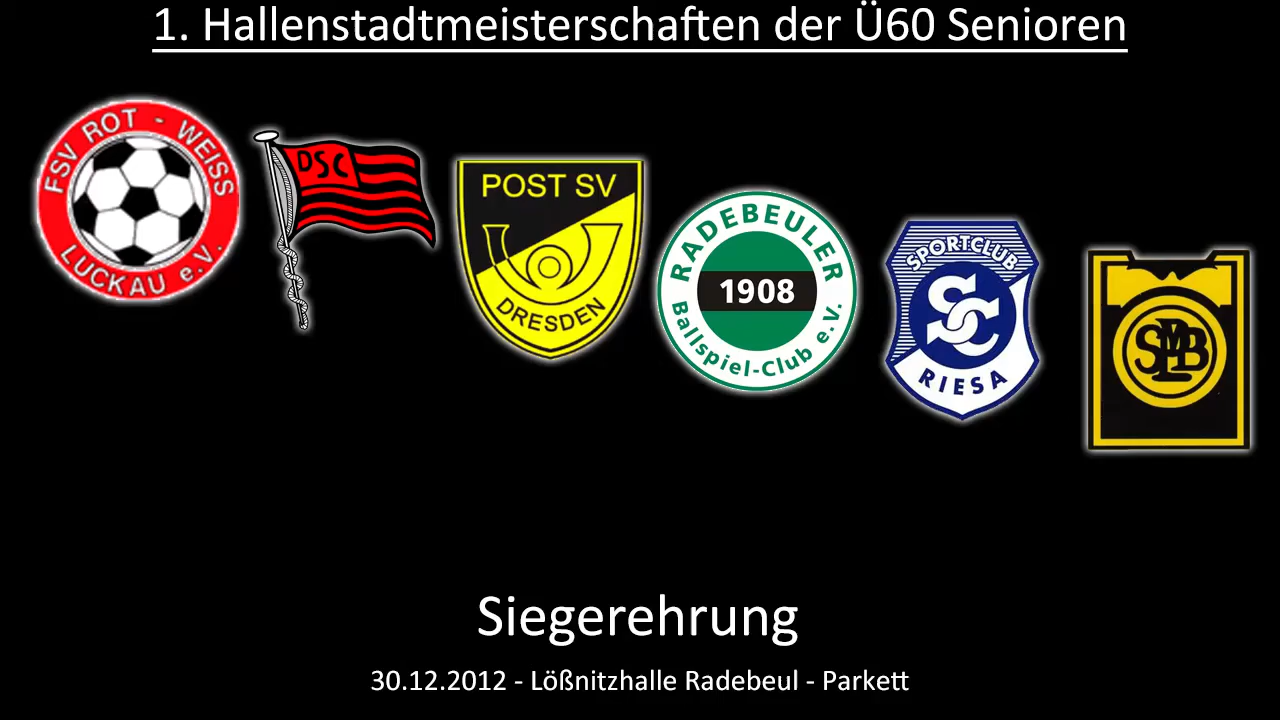 1. Hallenstadtmeisterschaften der Ü60 Senioren
FSV ROT - WEISS
LUCKAU e.V.
DSC
POST SV
DRESDEN
RADEBEULER
1908
Ballspiel-Club e.V.
SPORTCLUB
SC
RIESA
SLMB
Siegerehrung
30.12.2012 - Lößnitzhalle Radebeul - Parkett